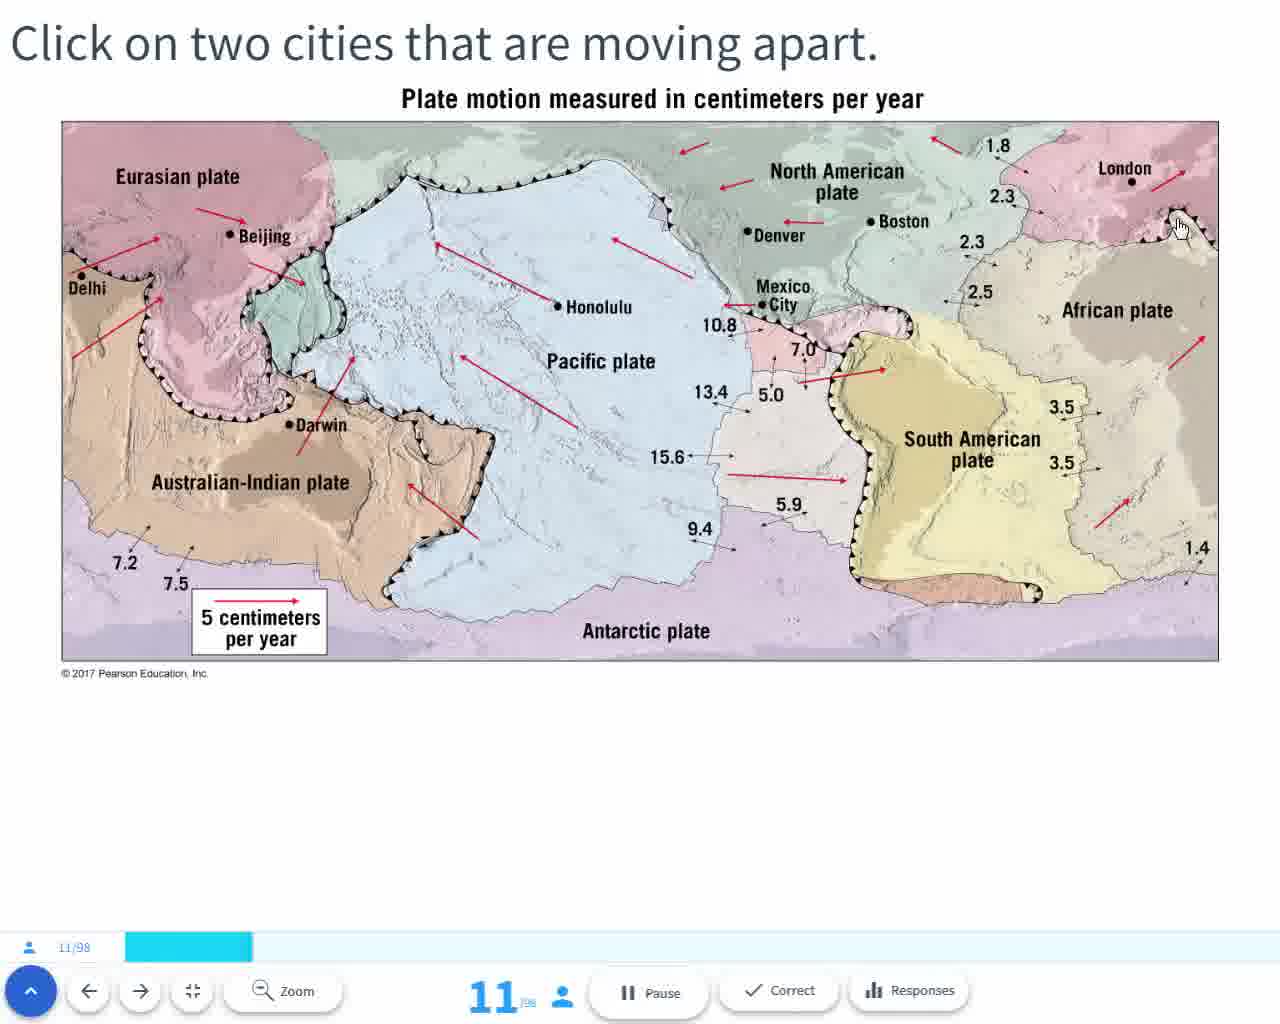 Click on two cities that are moving apart.
Plate motion measured in centimeters per year
Eurasian plate
North American
plate
London
1.8
2.3
Beijing
Denver
Boston
2.3
Delhi
Honolulu
Mexico
City
2.5
African plate
10.8
7.0
Pacific plate
13.4
5.0
3.5
Darwin
South American
plate
15.6
3.5
Australian-Indian plate
5.9
9.4
7.2
7.5
1.4
5 centimeters
per year
Antarctic plate
© 2017 Pearson Education, Inc.
11/98
Zoom
11/98
Pause
Correct
Responses